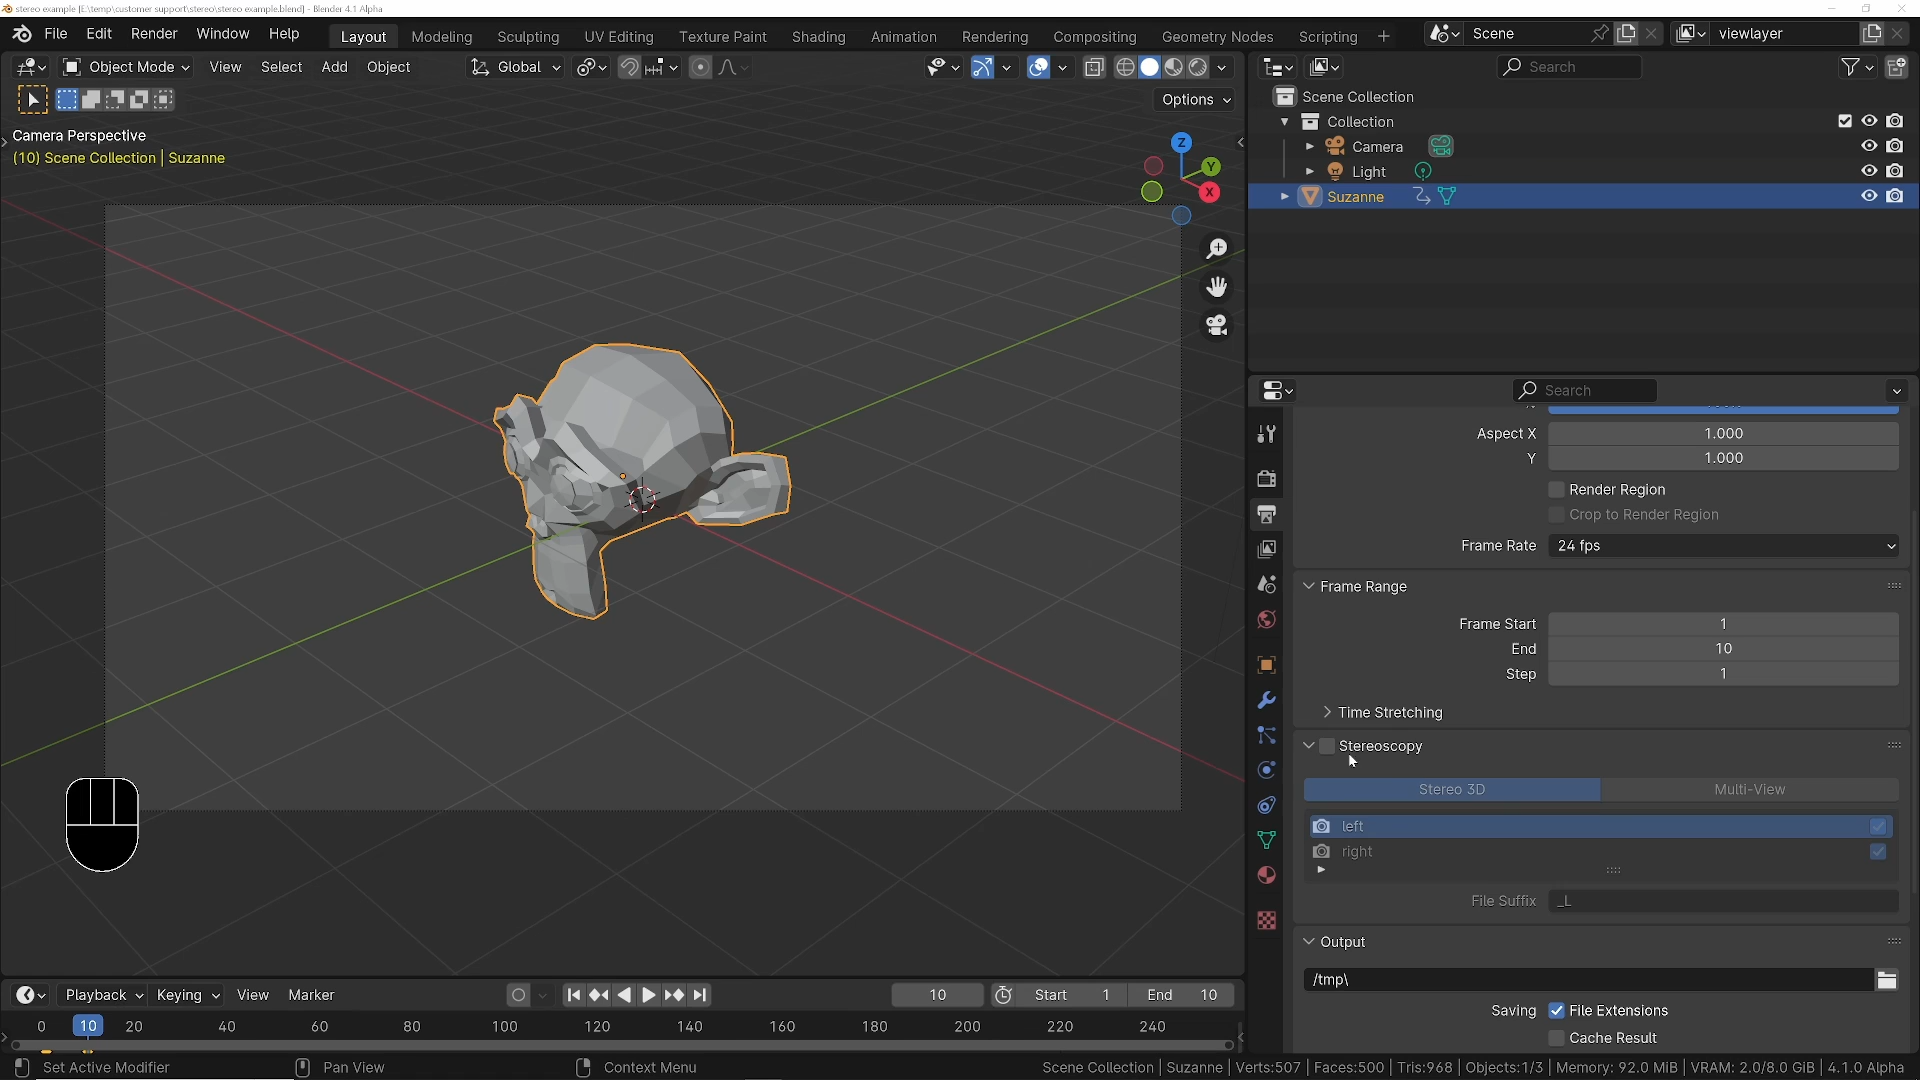 stereo example [E:\temp\customer support\stereo\stereo example.blend] - Blender 4.1 Alpha
File Edit Render Window Help Layout Modeling Sculpting UV Editing Texture Paint Shading Animation Rendering Compositing Geometry Nodes Scripting + Scene viewlayer
Object Mode View Select Add Object Global
Options
Camera Perspective
(10) Scene Collection | Suzanne
Z
Y
X
Search
Scene Collection
Collection
Camera
Light
Suzanne
Search
Aspect X 1.000
Y 1.000
Render Region
Crop to Render Region
Frame Rate 24 fps
Frame Range
Frame Start 1
End 10
Step 1
Time Stretching
Stereoscopy
Stereo 3D Multi-View
left
right
File Suffix _L
Output
/tmp\
Saving File Extensions
Cache Result
Playback Keying View Marker 10 Start 1 End 10
0 10 20 40 60 80 100 120 140 160 180 200 220 240
Set Active Modifier Pan View Context Menu Scene Collection | Suzanne | Verts:507 | Faces:500 | Tris:968 | Objects:1/3 | Memory: 92.0 MiB | VRAM: 2.0/8.0 GiB | 4.1.0 Alpha